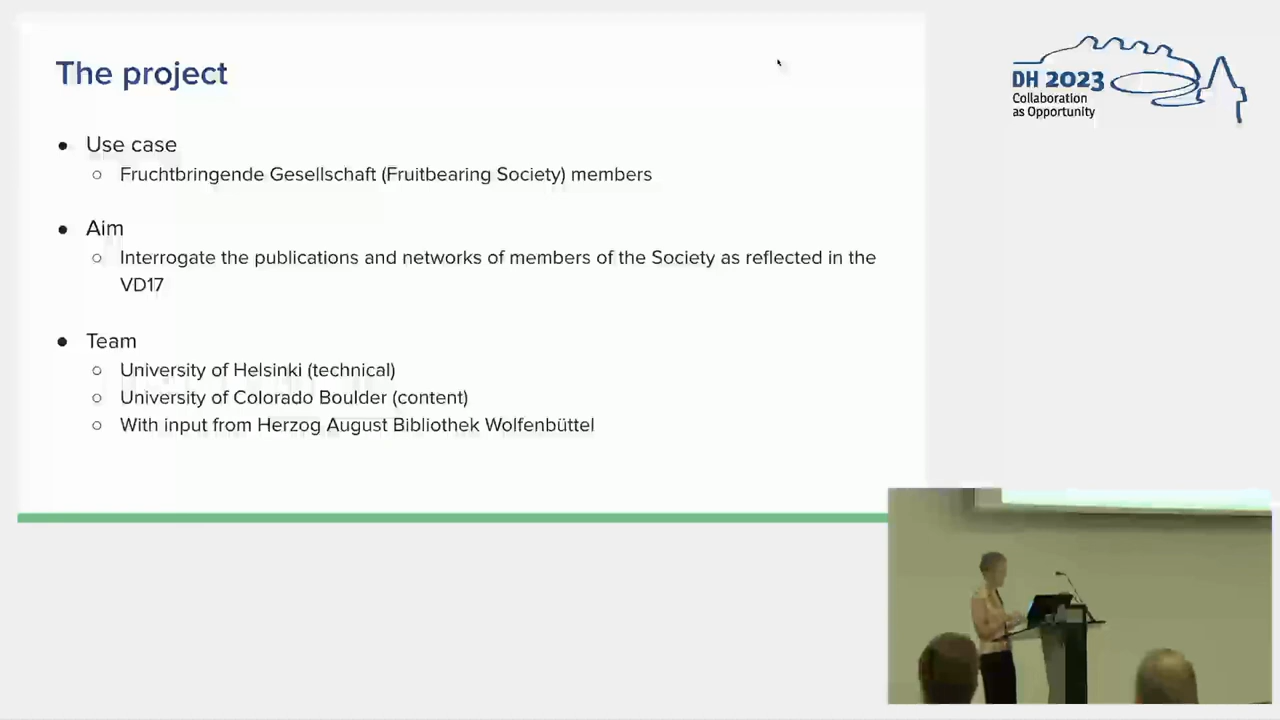 The project
Use case
Fruchtbringende Gesellschaft (Fruitbearing Society) members
Aim
Interrogate the publications and networks of members of the Society as reflected in the
VD17
Team
University of Helsinki (technical)
University of Colorado Boulder (content)
With input from Herzog August Bibliothek Wolfenbüttel
DH 2023
Collaboration
as Opportunity